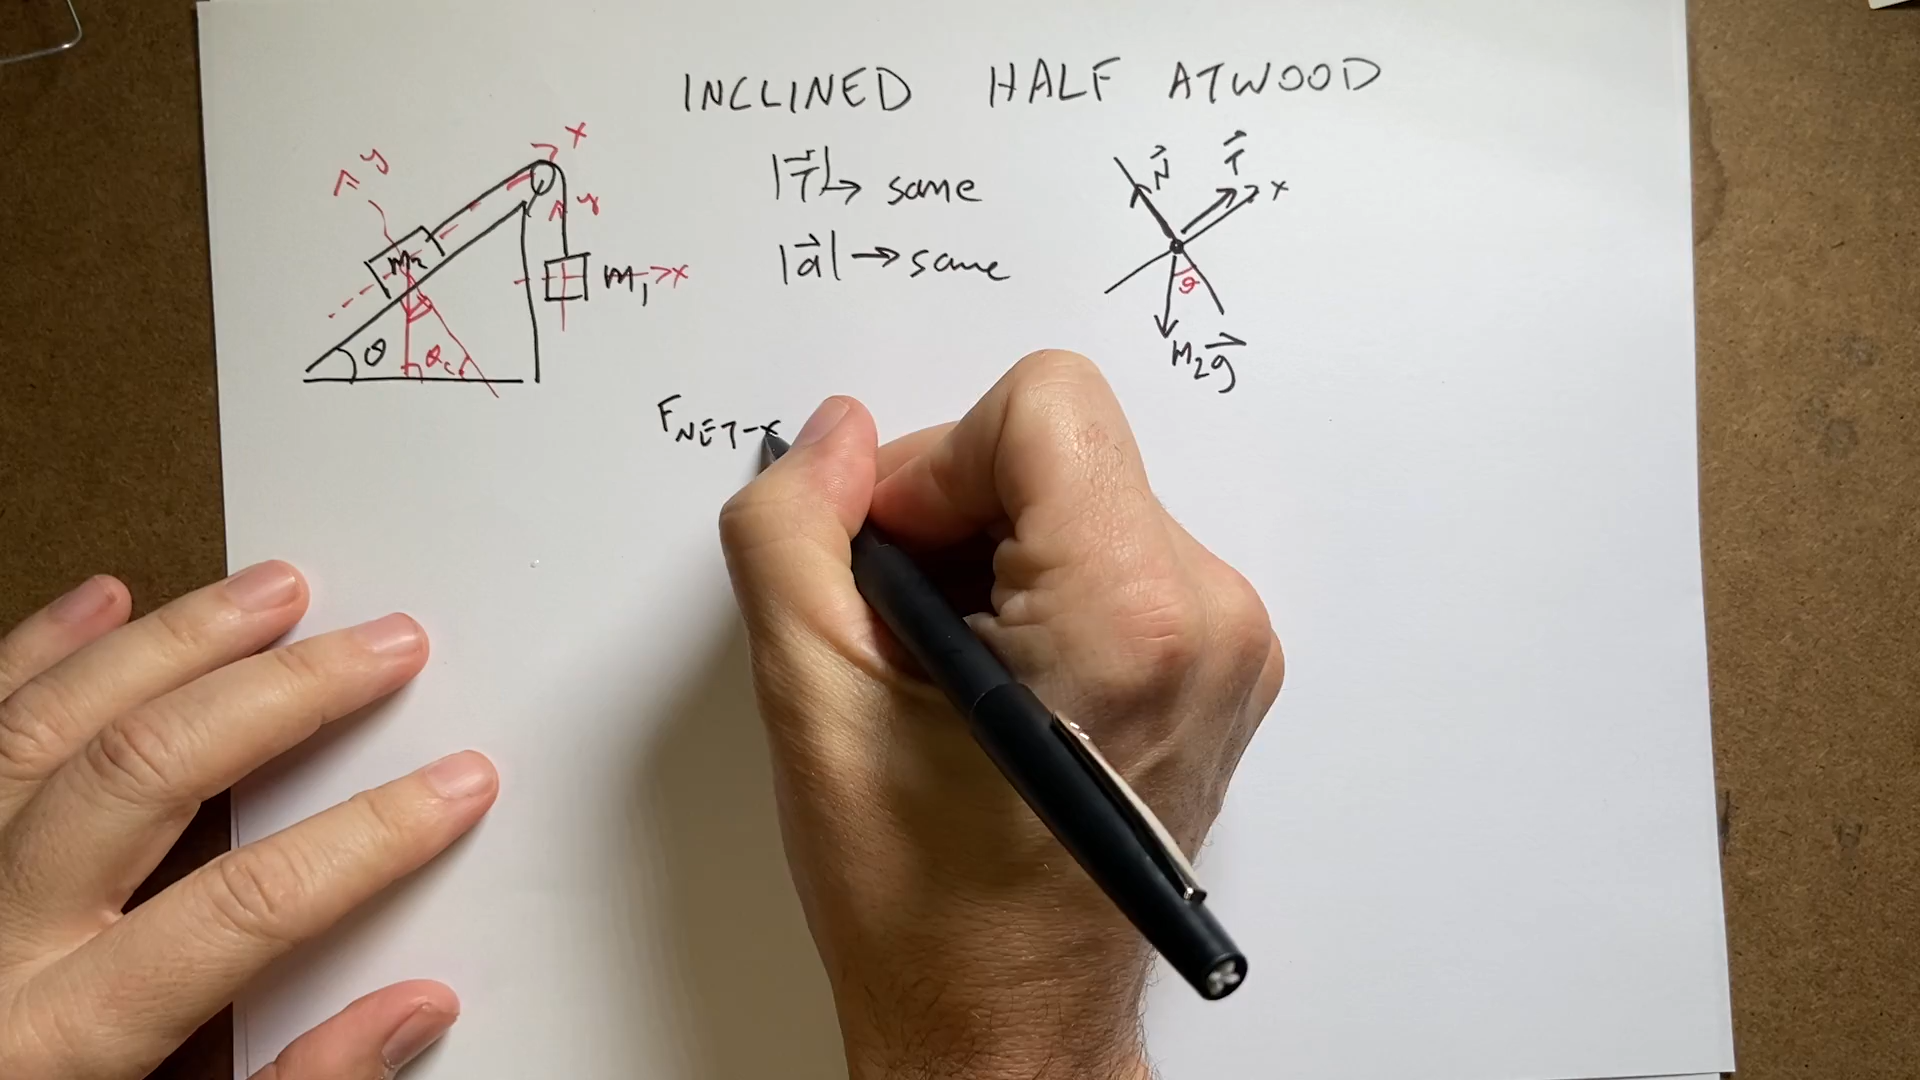 INCLINED HALF ATWOOD
y
x
y
m2
m1 x
θ
|T| → same
|a| → same
N
T
x
θ
m2g
FNET-x